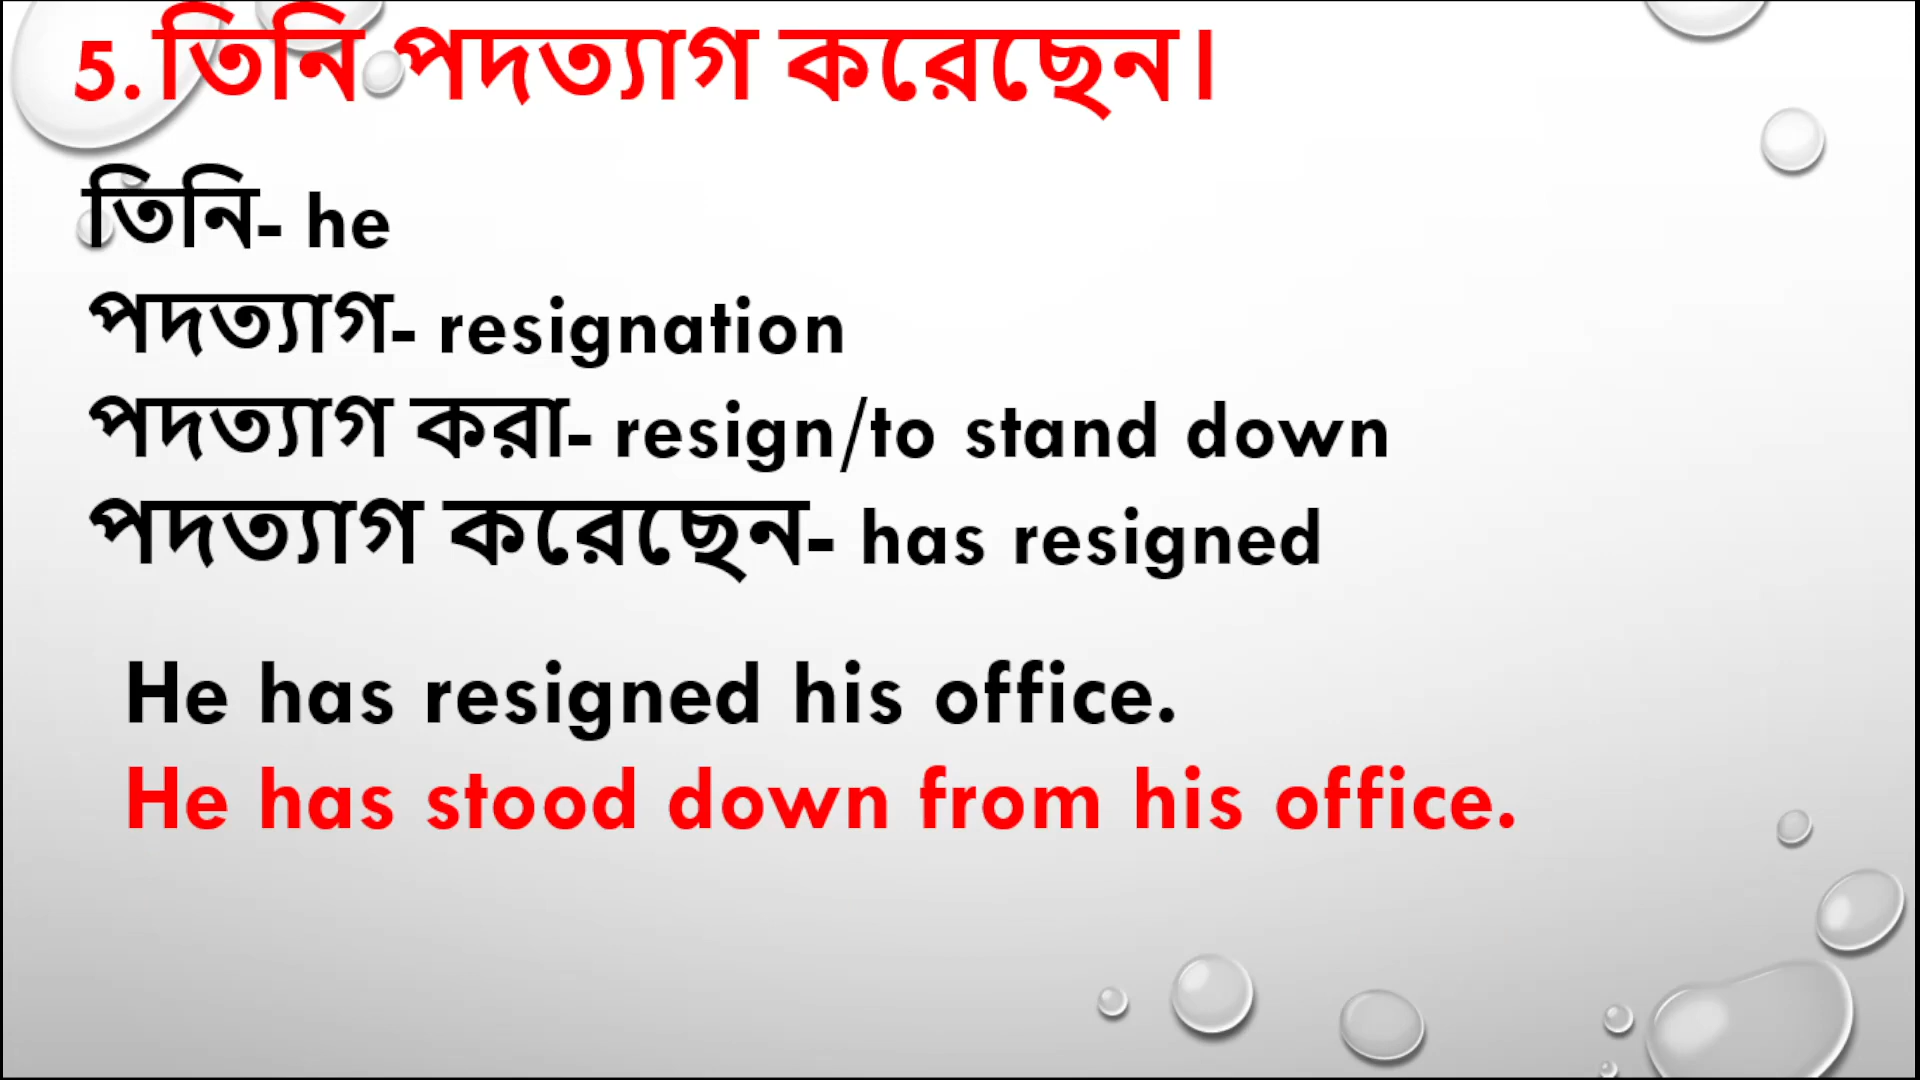 5. তিনি পদত্যাগ করেছেন।
তিনি- he
পদত্যাগ- resignation
পদত্যাগ করা- resign/to stand down
পদত্যাগ করেছেন- has resigned
He has resigned his office.
He has stood down from his office.